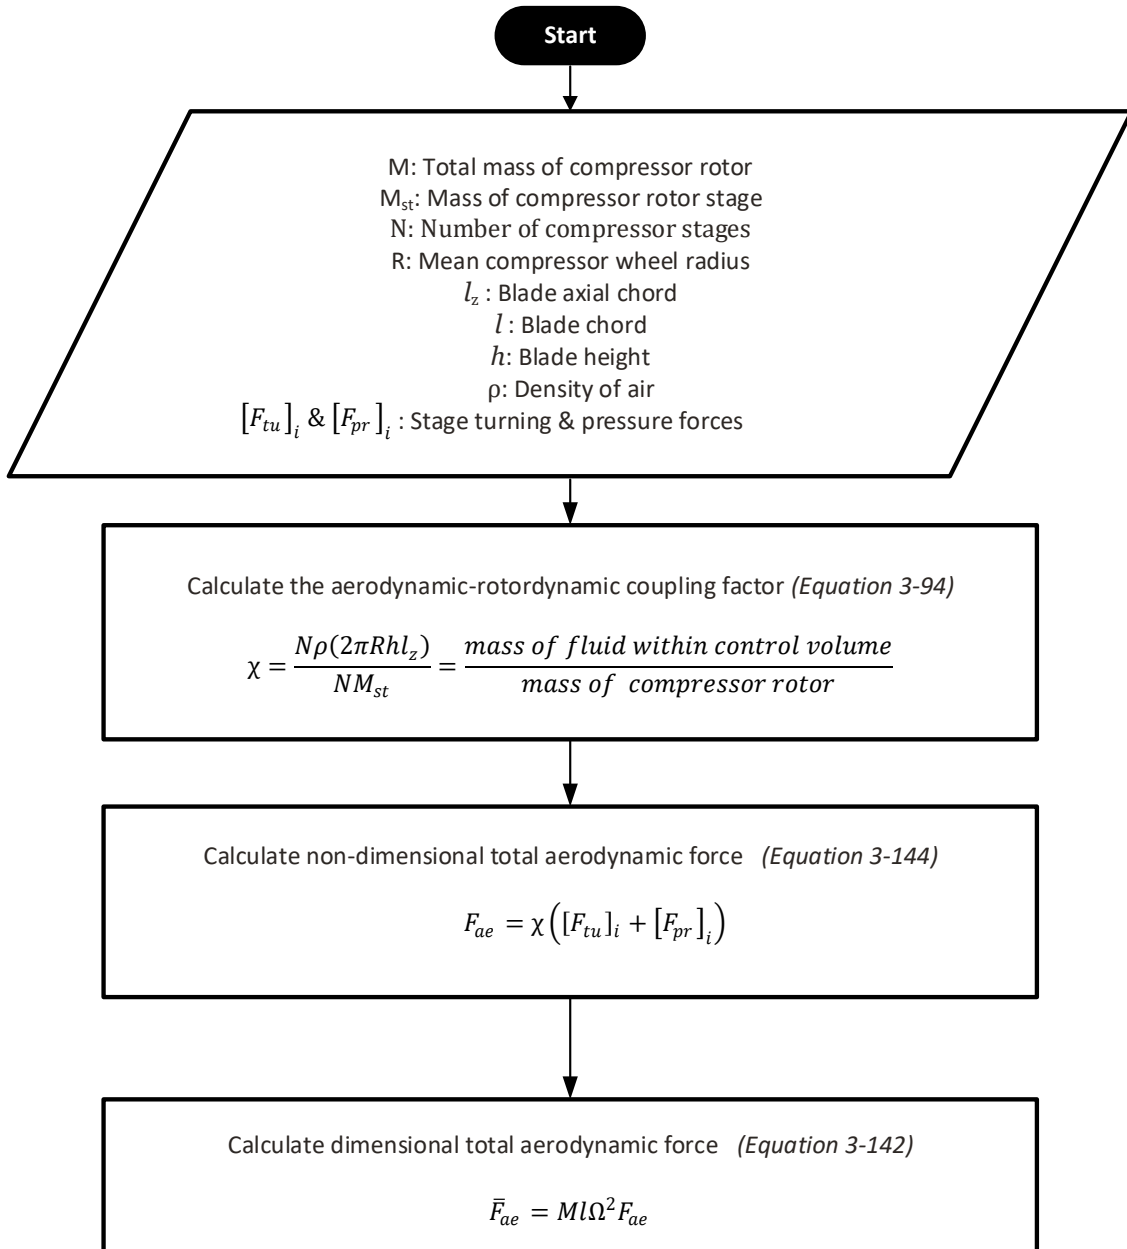 Start
M: Total mass of compressor rotor
M_st: Mass of compressor rotor stage
N: Number of compressor stages
R: Mean compressor wheel radius
l_z : Blade axial chord
l : Blade chord
h: Blade height
ρ: Density of air
[F_tu]_i & [F_pr]_i : Stage turning & pressure forces
Calculate the aerodynamic-rotordynamic coupling factor (Equation 3-94)
χ = Nρ(2πRhl_z) / NM_st = mass of fluid within control volume / mass of compressor rotor
Calculate non-dimensional total aerodynamic force (Equation 3-144)
F_ae = χ([F_tu]_i + [F_pr]_i)
Calculate dimensional total aerodynamic force (Equation 3-142)
F̄_ae = MlΩ²F_ae